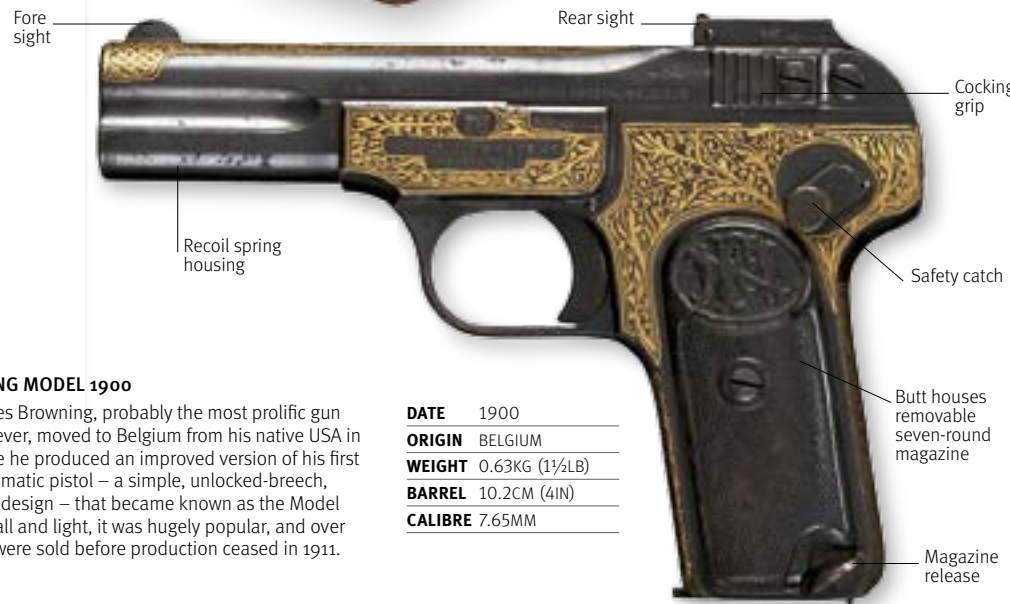 Fore
sight
Rear sight
Cocking
grip
Recoil spring
housing
Safety catch
Butt houses
removable
seven-round
magazine
Magazine
release
NG MODEL 1900
es Browning, probably the most prolific gun
ever, moved to Belgium from his native USA in
e he produced an improved version of his first
matic pistol – a simple, unlocked-breech,
design – that became known as the Model
all and light, it was hugely popular, and over
were sold before production ceased in 1911.
DATE 1900
ORIGIN BELGIUM
WEIGHT 0.63KG (1½LB)
BARREL 10.2CM (4IN)
CALIBRE 7.65MM
FN